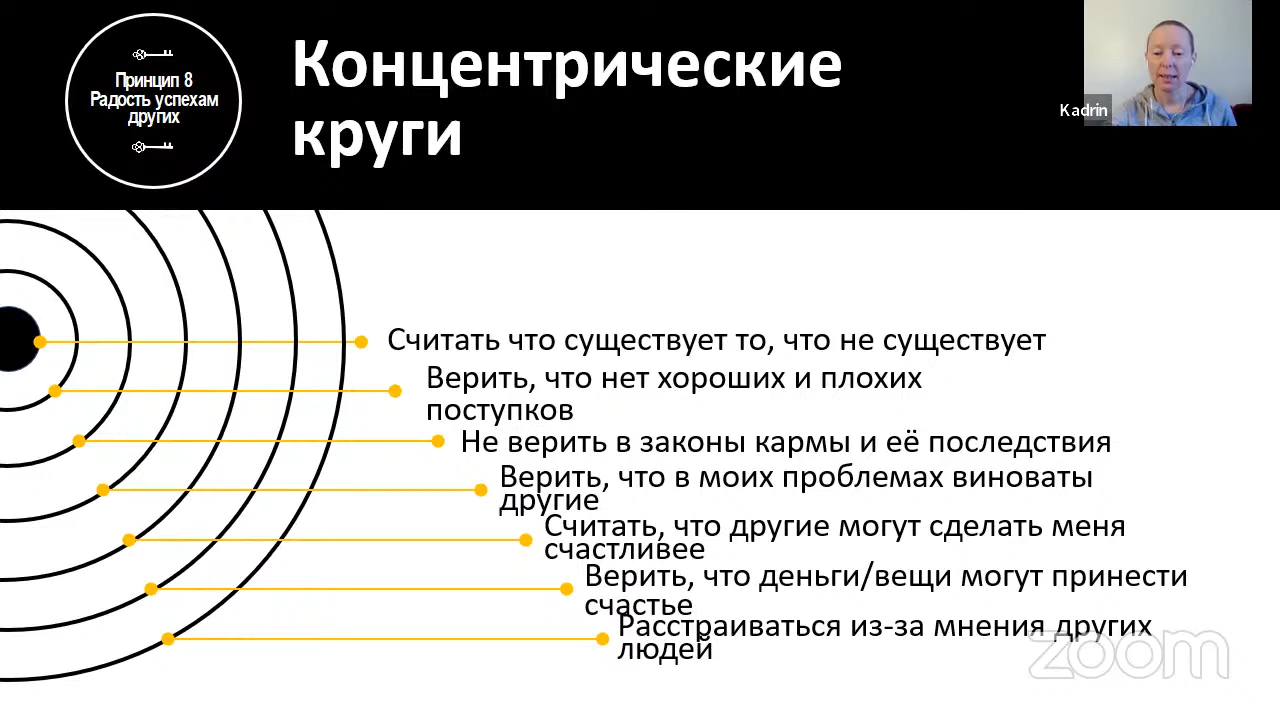 Принцип 8
Радость успехам
других
Концентрические
круги
Kadrin
Считать что существует то, что не существует
Верить, что нет хороших и плохих
поступков
Не верить в законы кармы и её последствия
Верить, что в моих проблемах виноваты
другие
Считать, что другие могут сделать меня
счастливее
Верить, что деньги/вещи могут принести
счастье
Расстраиваться из-за мнения других
людей
zoom